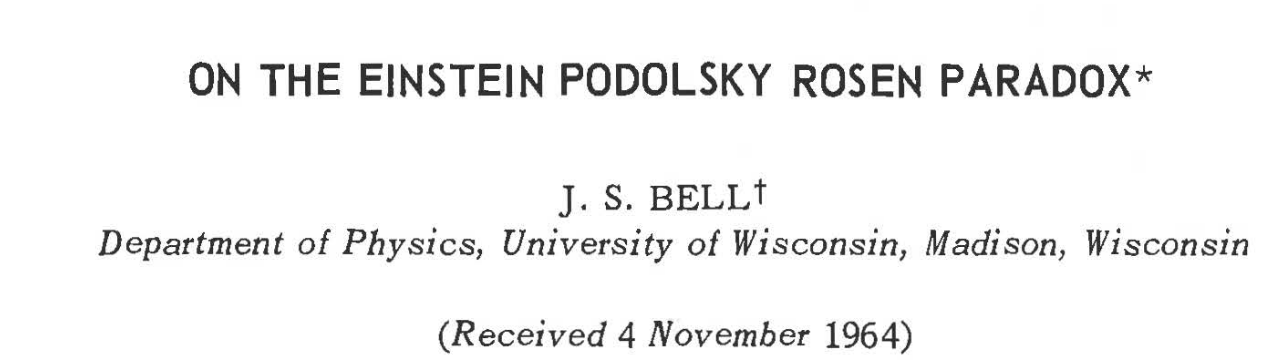 ON THE EINSTEIN PODOLSKY ROSEN PARADOX*
J. S. BELL†
Department of Physics, University of Wisconsin, Madison, Wisconsin
(Received 4 November 1964)